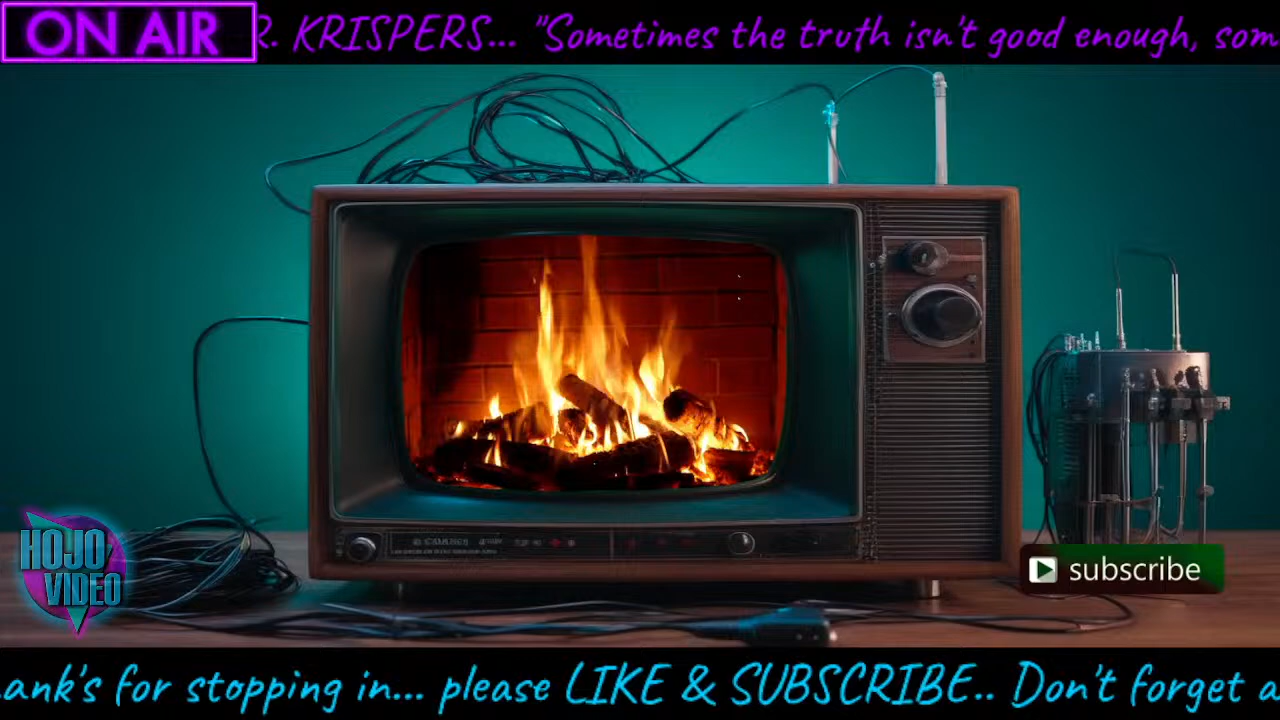 ON AIR
R. KRISPERS... "Sometimes the truth isn't good enough, som
HOJO
VIDEO
subscribe
ank's for stopping in... please LIKE & SUBSCRIBE.. Don't forget a